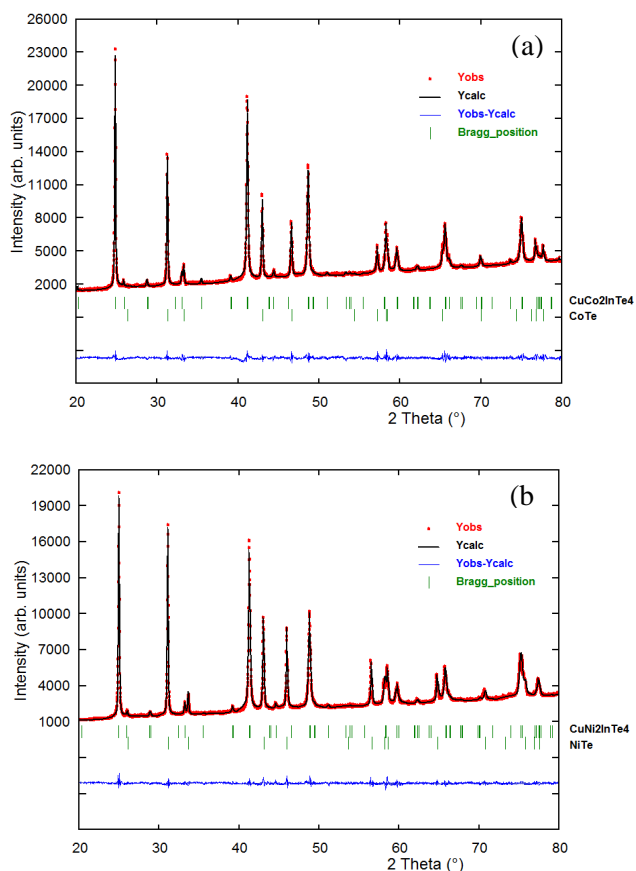 26000
(a)
23000
Yobs
20000
Ycalc
17000
Yobs-Ycalc
14000
Bragg_position
11000
8000
5000
2000
Intensity (arb. units)
CuCo2InTe4
CoTe
20 30 40 50 60 70 80
2 Theta (°)
22000
(b
19000
Yobs
16000
Ycalc
13000
Yobs-Ycalc
Bragg_position
10000
7000
4000
1000
Intensity (arb. units)
CuNi2InTe4
NiTe
20 30 40 50 60 70 80
2 Theta (°)